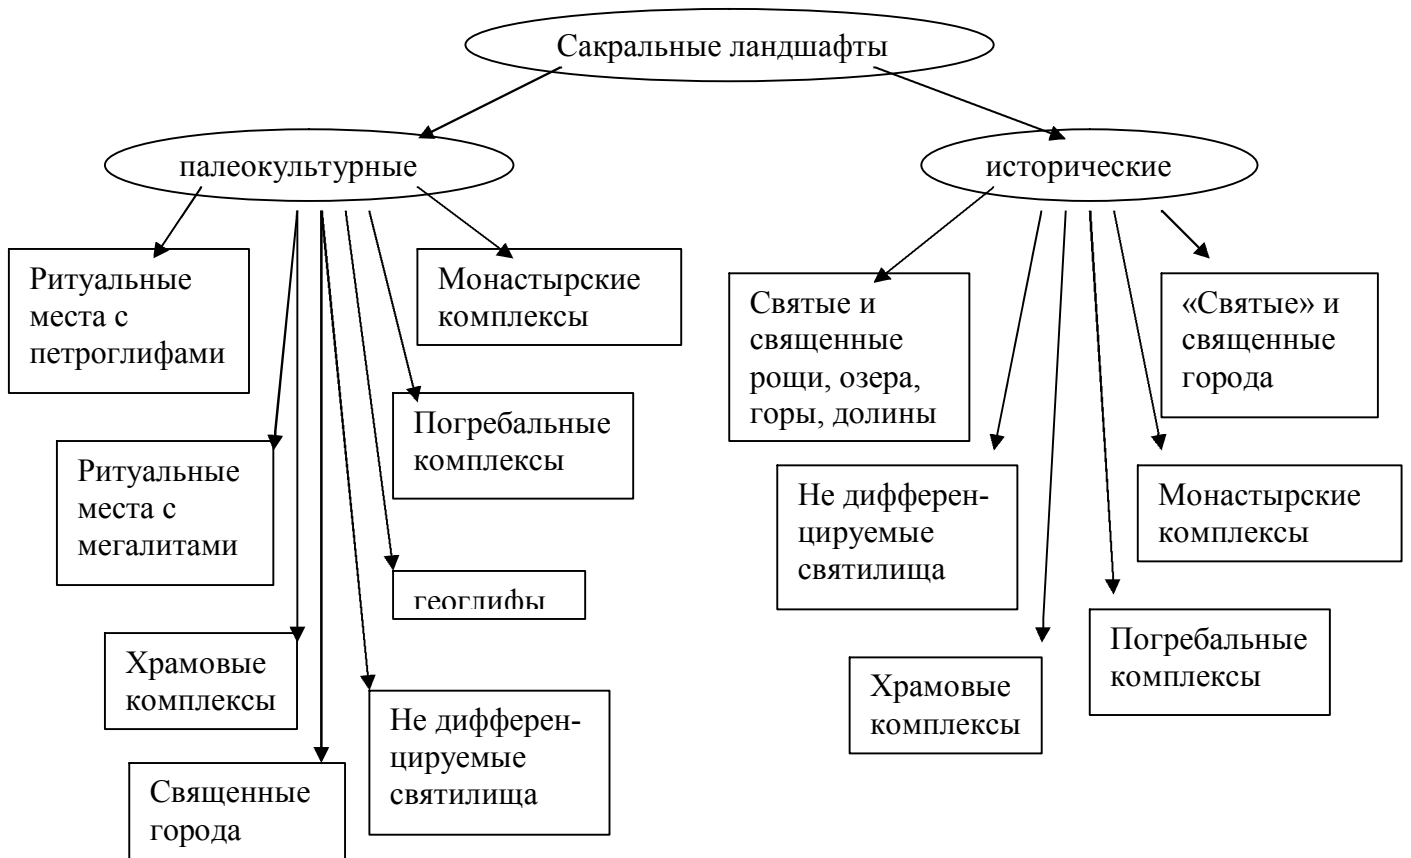 Сакральные ландшафты
палеокультурные
исторические
Ритуальные
места с
петроглифами
Монастырские
комплексы
Ритуальные
места с
мегалитами
Погребальные
комплексы
геоглифы
Храмовые
комплексы
Не дифферен-
цируемые
святилища
Священные
города
Святые и
священные
рощи, озера,
горы, долины
«Святые» и
священные
города
Не дифферен-
цируемые
святилища
Монастырские
комплексы
Храмовые
комплексы
Погребальные
комплексы